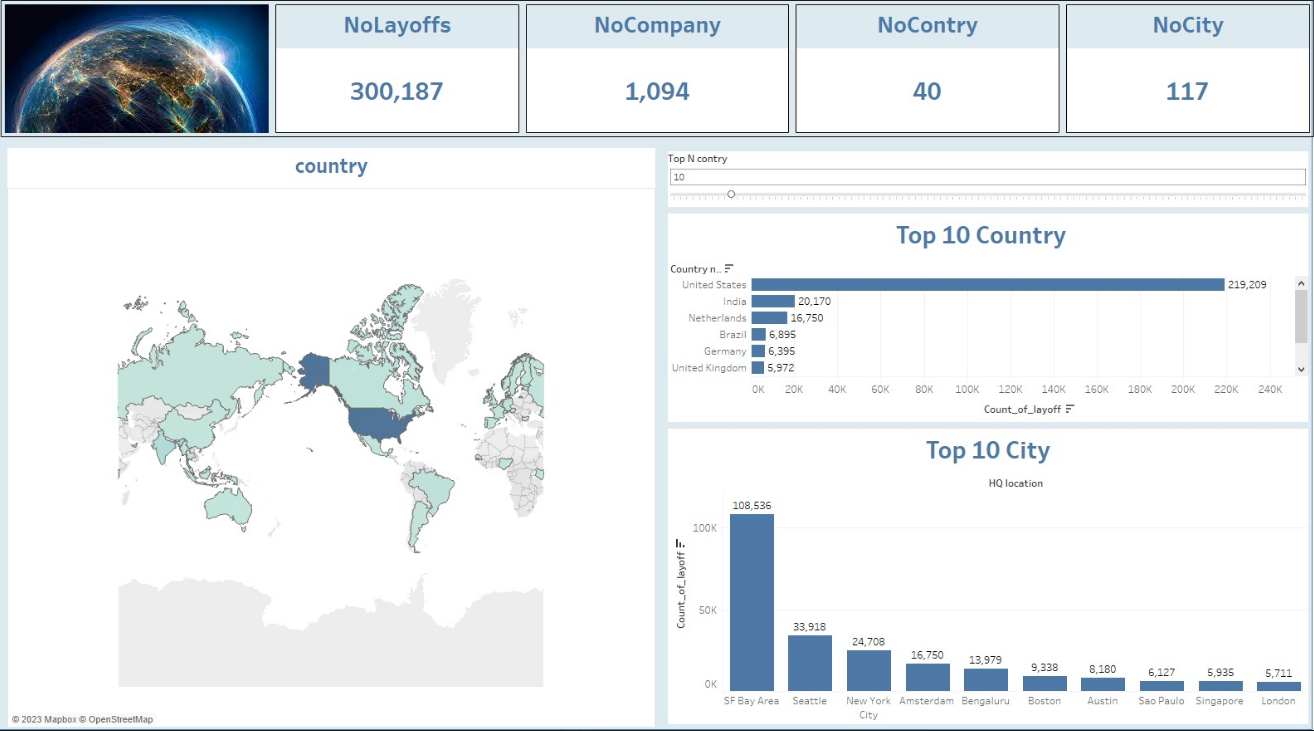 NoLayoffs
300,187
NoCompany
1,094
NoContry
40
NoCity
117
country
© 2023 Mapbox © OpenStreetMap
Top N contry
10
Top 10 Country
Country n..
United States 219,209
India 20,170
Netherlands 16,750
Brazil 6,895
Germany 6,395
United Kingdom 5,972
0K 20K 40K 60K 80K 100K 120K 140K 160K 180K 200K 220K 240K
Count_of_layoff
Top 10 City
HQ location
Count_of_layoff
100K
50K
0K
108,536
33,918
24,708
16,750
13,979
9,338
8,180
6,127
5,935
5,711
SF Bay Area Seattle New York Amsterdam Bengaluru Boston Austin Sao Paulo Singapore London
City